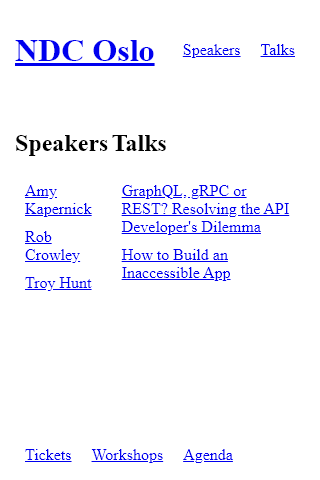 NDC Oslo
Speakers Talks
Speakers Talks
Amy
Kapernick
Rob
Crowley
Troy Hunt
GraphQL, gRPC or
REST? Resolving the API
Developer's Dilemma
How to Build an
Inaccessible App
Tickets Workshops Agenda